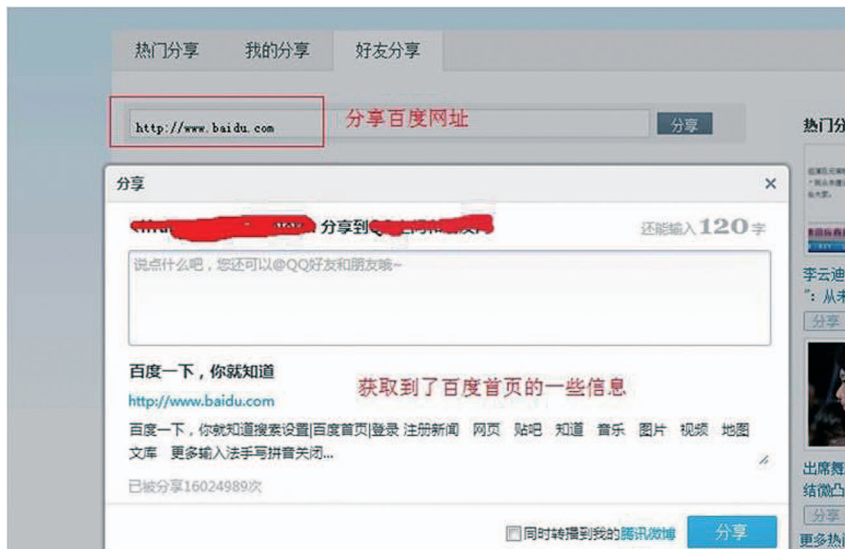 热门分享 我的分享 好友分享
http://www.baidu.com 分享百度网址 分享
热门分
分享
分享到Q 还能输入120字
说点什么吧，您还可以@QQ好友和朋友哦~
李云迪
”：从未
分享
百度一下，你就知道
获取到了百度首页的一些信息
http://www.baidu.com
百度一下，你就知道搜索设置|百度首页|登录 注册新闻 网页 贴吧 知道 音乐 图片 视频 地图
文库 更多输入法手写拼音关闭...
已被分享16024989次
出席舞
结微凸
分享
同时转播到我的腾讯微博 分享
更多热门